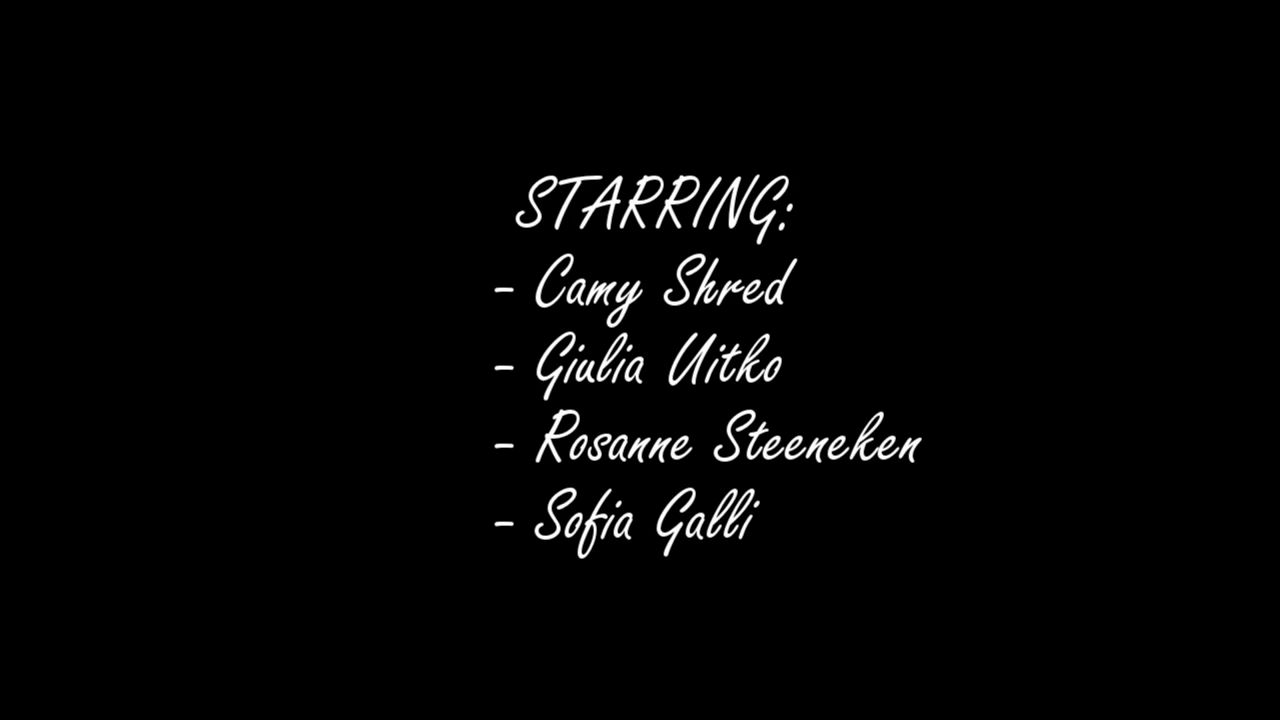 STARRING:
- Camy Shred
- Giulia Uitko
- Rosanne Steeneken
- Sofia Galli